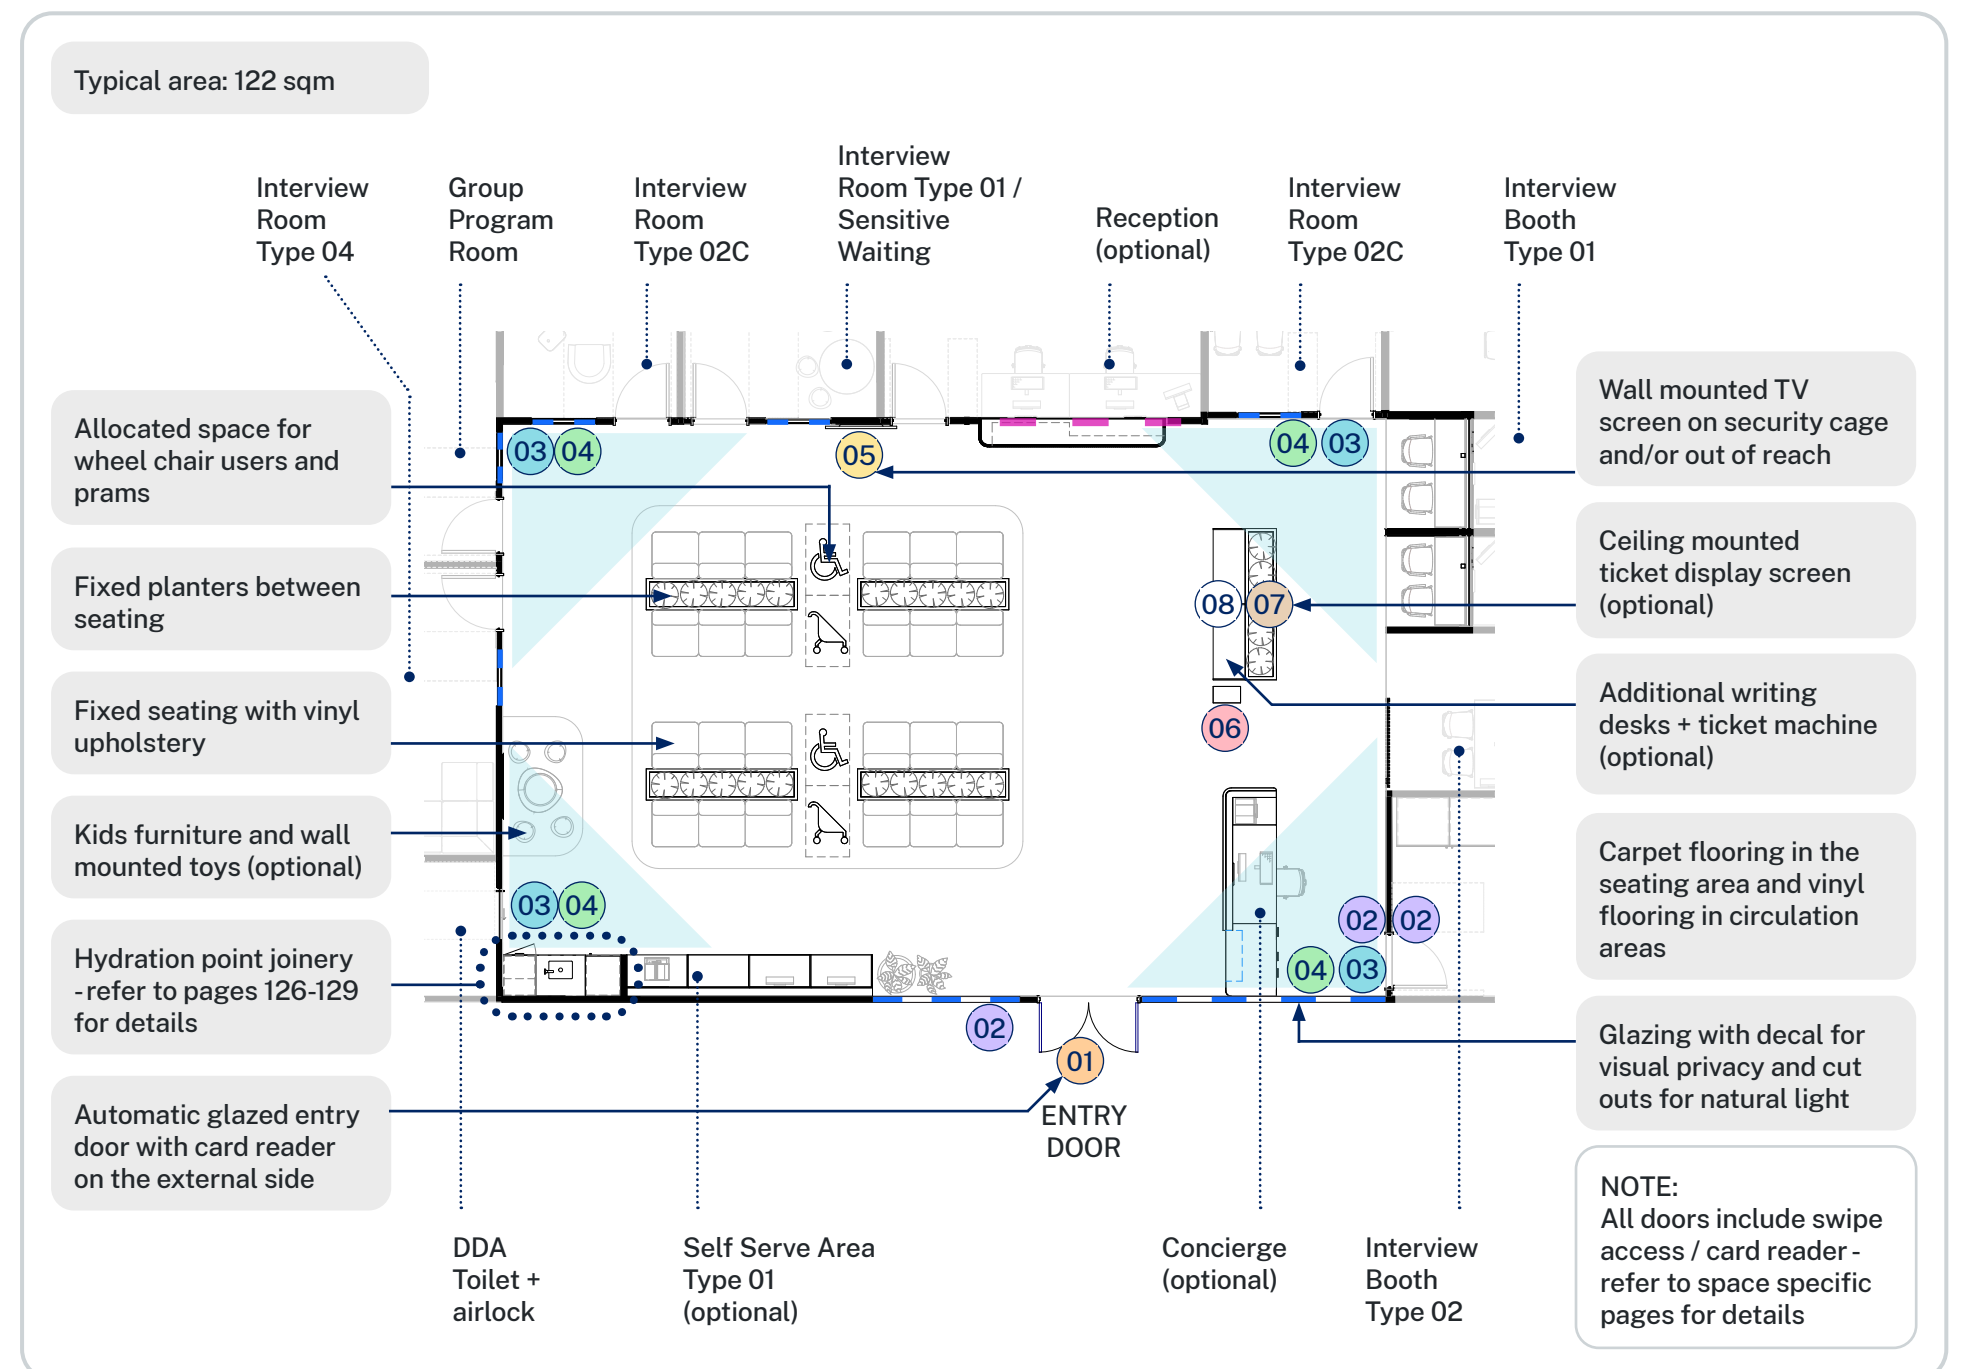 Typical area: 122 sqm
Interview
Room
Type 04
Group
Program
Room
Interview
Room
Type 02C
Interview
Room Type 01 /
Sensitive
Waiting
Reception
(optional)
Interview
Room
Type 02C
Interview
Booth
Type 01
Allocated space for
wheel chair users and
prams
Fixed planters between
seating
Fixed seating with vinyl
upholstery
Kids furniture and wall
mounted toys (optional)
Hydration point joinery
- refer to pages 126-129
for details
Automatic glazed entry
door with card reader
on the external side
03 04
05
04 03
08 07
06
03 04
02 02
04 03
02
01
ENTRY
DOOR
Wall mounted TV
screen on security cage
and/or out of reach
Ceiling mounted
ticket display screen
(optional)
Additional writing
desks + ticket machine
(optional)
Carpet flooring in the
seating area and vinyl
flooring in circulation
areas
Glazing with decal for
visual privacy and cut
outs for natural light
NOTE:
All doors include swipe
access / card reader -
refer to space specific
pages for details
DDA
Toilet +
airlock
Self Serve Area
Type 01
(optional)
Concierge
(optional)
Interview
Booth
Type 02